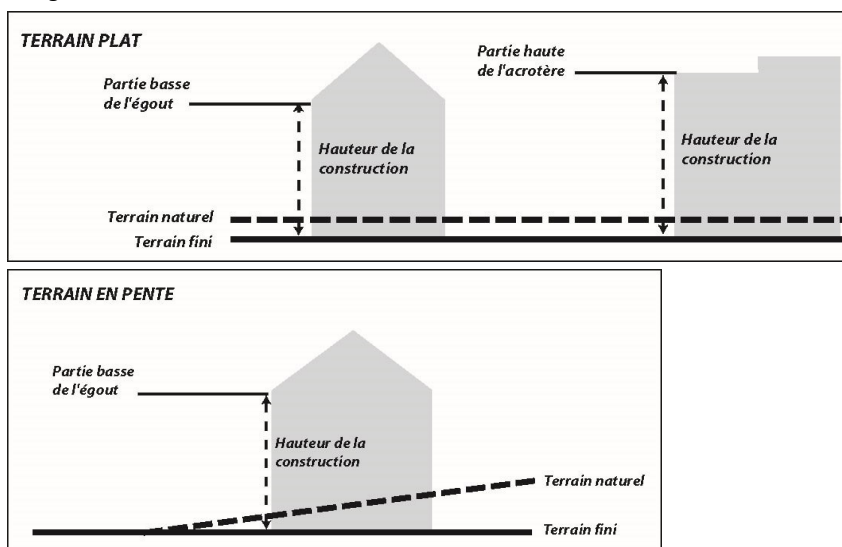 TERRAIN PLAT
Partie basse
de l'égout
Hauteur de la
construction
Partie haute
de l'acrotère
Hauteur de la
construction
Terrain naturel
Terrain fini
TERRAIN EN PENTE
Partie basse
de l'égout
Hauteur de la
construction
Terrain naturel
Terrain fini